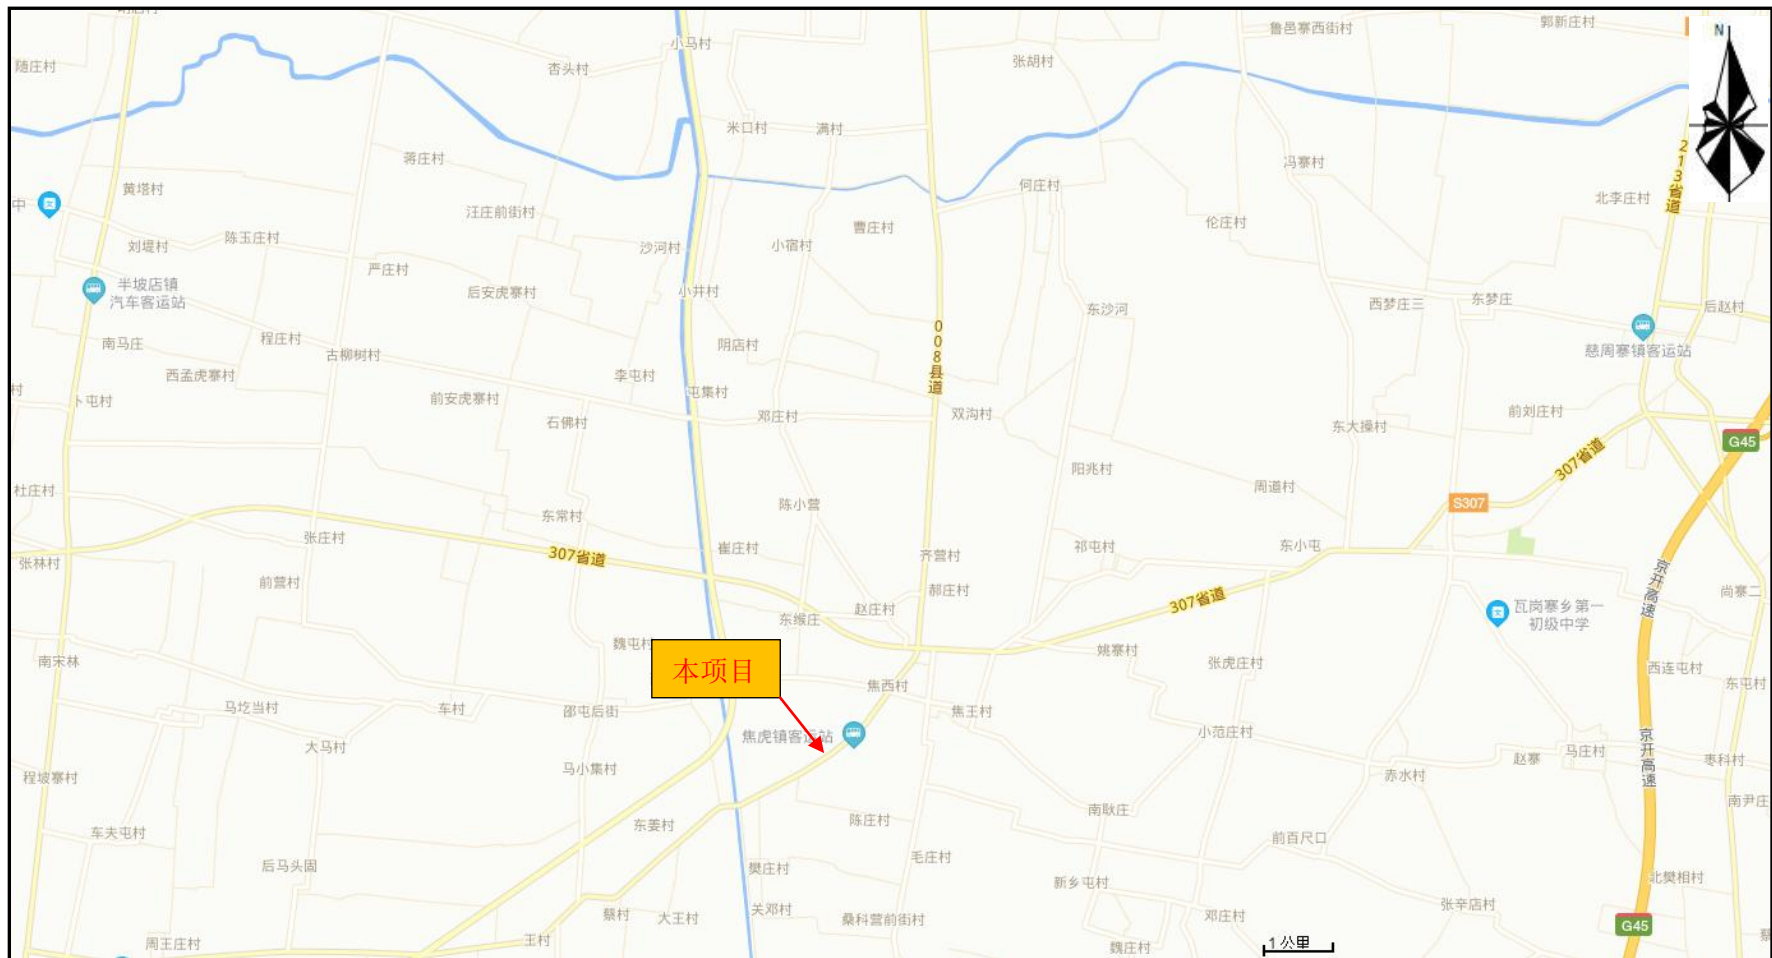 小马村
鲁邑寨西街村
郭新庄村
N
随庄村
杏头村
张胡村
米口村
满村
蒋庄村
冯寨村
213省道
黄塔村
何庄村
北李庄村
中
汪庄前街村
曹庄村
伦庄村
陈玉庄村
刘堤村
沙河村
小宿村
严庄村
半坡店镇
汽车客运站
后安虎寨村
小井村
东沙河
西梦庄三
东梦庄
后赵村
008县道
南马庄
程庄村
古柳树村
阴店村
慈周寨镇客运站
西孟虎寨村
李屯村
村
卜屯村
前安虎寨村
屯集村
石佛村
邓庄村
双沟村
前刘庄村
东大操村
G45
307省道
阳兆村
杜庄村
周道村
陈小营
S307
东常村
张庄村
崔庄村
307省道
齐营村
祁屯村
东小屯
张林村
前营村
郝庄村
307省道
京开高速
尚寨二
赵庄村
东缑庄
瓦岗寨乡第一
初级中学
魏屯村
姚寨村
南宋林
本项目
张虎庄村
西连屯村
焦西村
东屯村
马圪当村
车村
邵屯后街
焦王村
大马村
焦虎镇客运站
小范庄村
京开高速
马庄村
赵寨
枣科村
程坡寨村
马小集村
赤水村
南尹庄
南耿庄
车夫屯村
东姜村
陈庄村
前百尺口
后马头固
樊庄村
毛庄村
新乡屯村
北樊相村
蔡村
大王村
关邓村
桑科营前街村
邓庄村
张辛店村
G45
周王庄村
王村
魏庄村
1公里